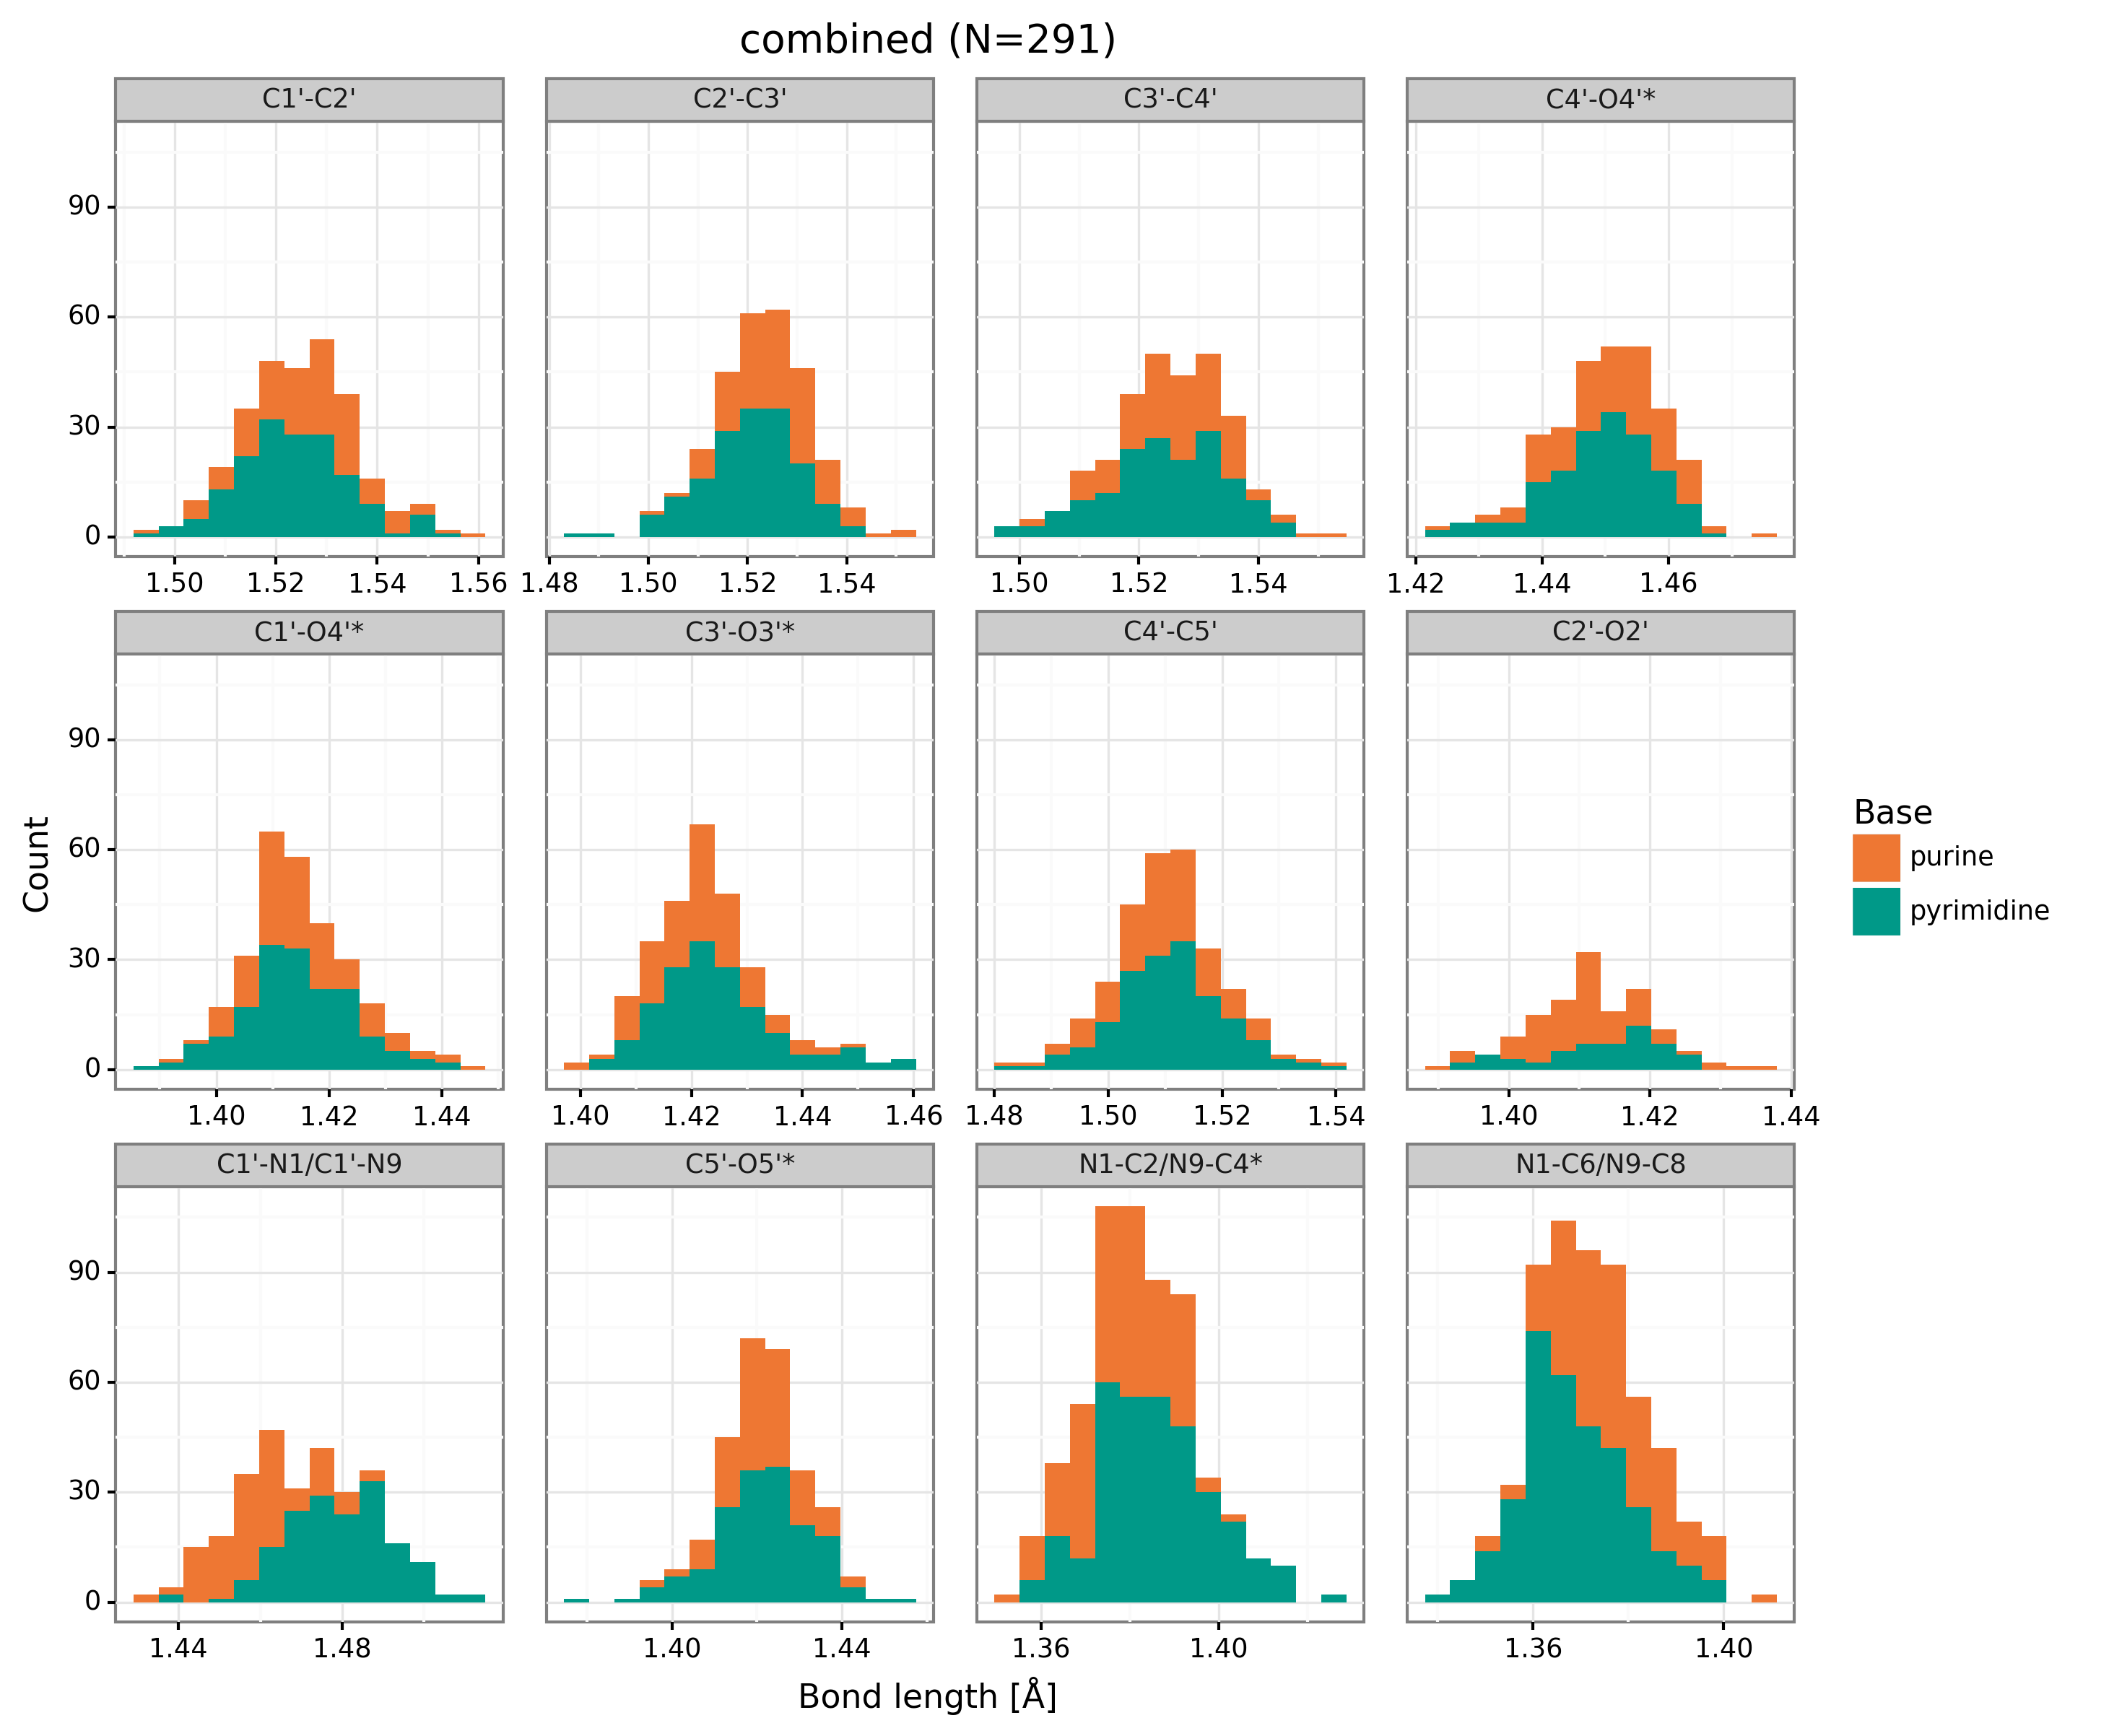 combined (N=291)
C1'-C2' C2'-C3' C3'-C4' C4'-O4'*
90
60
30
0
1.50 1.52 1.54 1.56 1.48 1.50 1.52 1.54 1.50 1.52 1.54 1.42 1.44 1.46
C1'-O4'* C3'-O3'* C4'-C5' C2'-O2'
90
60
30
0
1.40 1.42 1.44 1.40 1.42 1.44 1.46 1.48 1.50 1.52 1.54 1.40 1.42 1.44
C1'-N1/C1'-N9 C5'-O5'* N1-C2/N9-C4* N1-C6/N9-C8
90
60
30
0
1.44 1.48 1.40 1.44 1.36 1.40 1.36 1.40
Count
Bond length [Å]
Base
purine
pyrimidine